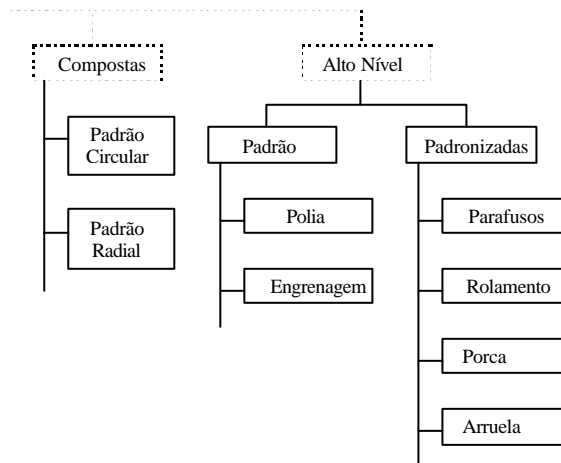 Compostas
Alto Nível
Padrão
Circular
Padrão
Radial
Padrão
Polia
Engrenagem
Padronizadas
Parafusos
Rolamento
Porca
Arruela